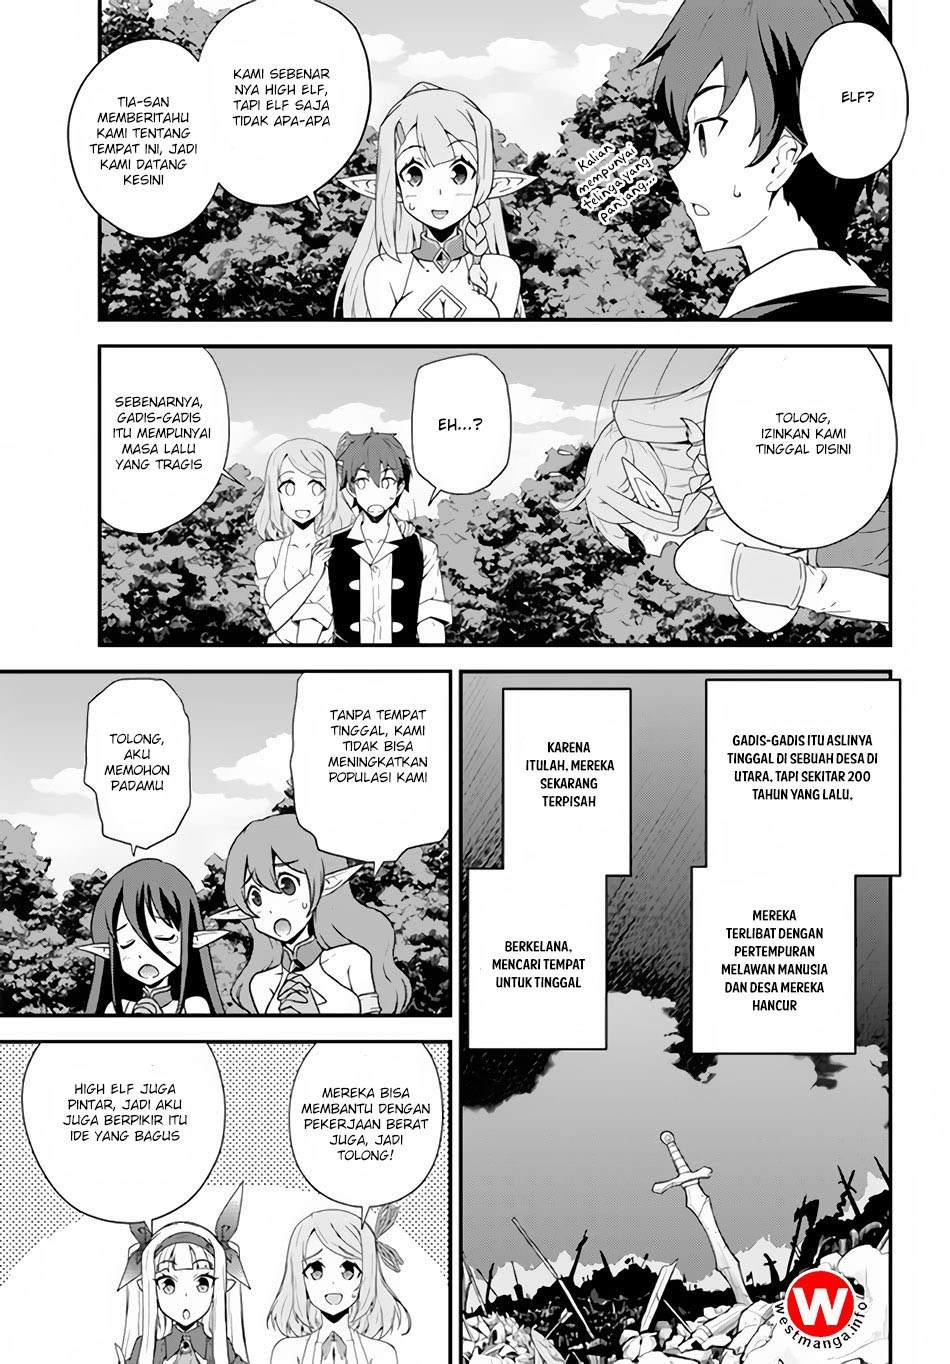 ELF?
Kalian
mempunyai
telinga yang
panjang...
KAMI SEBENAR
NYA HIGH ELF,
TAPI ELF SAJA
TIDAK APA-APA
TIA-SAN
MEMBERITAHU
KAMI TENTANG
TEMPAT INI, JADI
KAMI DATANG
KESINI
TOLONG,
IZINKAN KAMI
TINGGAL DISINI
EH...?
SEBENARNYA,
GADIS-GADIS
ITU MEMPUNYAI
MASA LALU
YANG TRAGIS
GADIS-GADIS ITU ASLINYA
TINGGAL DI SEBUAH DESA DI
UTARA. TAPI SEKITAR 200
TAHUN YANG LALU.
MEREKA
TERLIBAT DENGAN
PERTEMPURAN
MELAWAN MANUSIA
DAN DESA MEREKA
HANCUR
KARENA
ITULAH. MEREKA
SEKARANG
TERPISAH
BERKELANA.
MENCARI TEMPAT
UNTUK TINGGAL
TANPA TEMPAT
TINGGAL, KAMI
TIDAK BISA
MENINGKATKAN
POPULASI KAMI
TOLONG,
AKU
MEMOHON
PADAMU
MEREKA BISA
MEMBANTU DENGAN
PEKERJAAN BERAT
JUGA, JADI
TOLONG!
HIGH ELF JUGA
PINTAR, JADI AKU
JUGA BERPIKIR ITU
IDE YANG BAGUS
W
Westmanga.info/